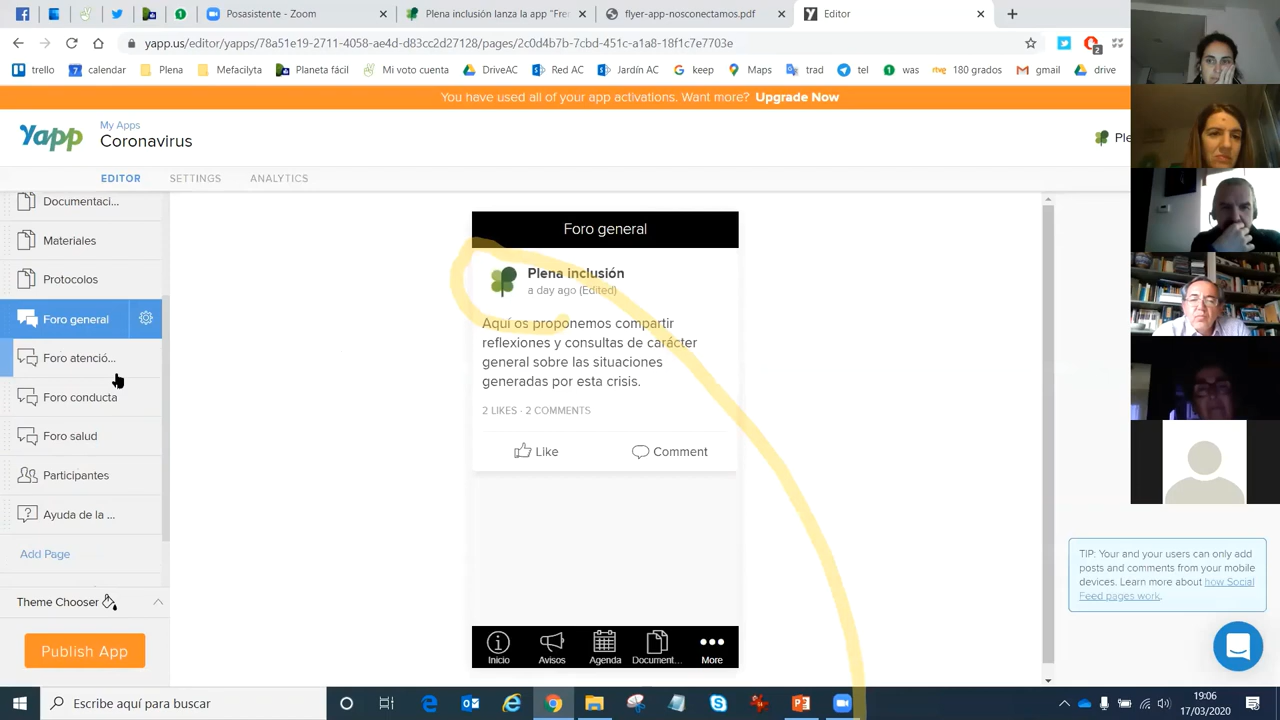 Posasistente - Zoom
Plena inclusión lanza la app "Fre
flyer-app-nosconectamos.pdf
Editor
yapp.us/editor/yapps/78a51e19-2711-4058-ae4d-d83cc2d27128/pages/2c0d4b7b-7cbd-451c-a1a8-18f1c7e7703e
2
trello
calendar
Plena
Mefacilyta
Planeta fácil
Mi voto cuenta
DriveAC
Red AC
Jardín AC
keep
Maps
trad
tel
was
180 grados
gmail
drive
You have used all of your app activations. Want more? Upgrade Now
Yapp
My Apps
Coronavirus
Ple
EDITOR
SETTINGS
ANALYTICS
Documentaci...
Materiales
Protocolos
Foro general
Foro atenció...
Foro conducta
Foro salud
Participantes
Ayuda de la ...
Add Page
Theme Chooser
Publish App
Foro general
Plena inclusión
a day ago (Edited)
Aquí os proponemos compartir
reflexiones y consultas de carácter
general sobre las situaciones
generadas por esta crisis.
2 LIKES · 2 COMMENTS
Like
Comment
Inicio
Avisos
Agenda
Document...
More
TIP: Your and your users can only add
posts and comments from your mobile
devices. Learn more about how Social
Feed pages work.
Escribe aquí para buscar
19:06
17/03/2020